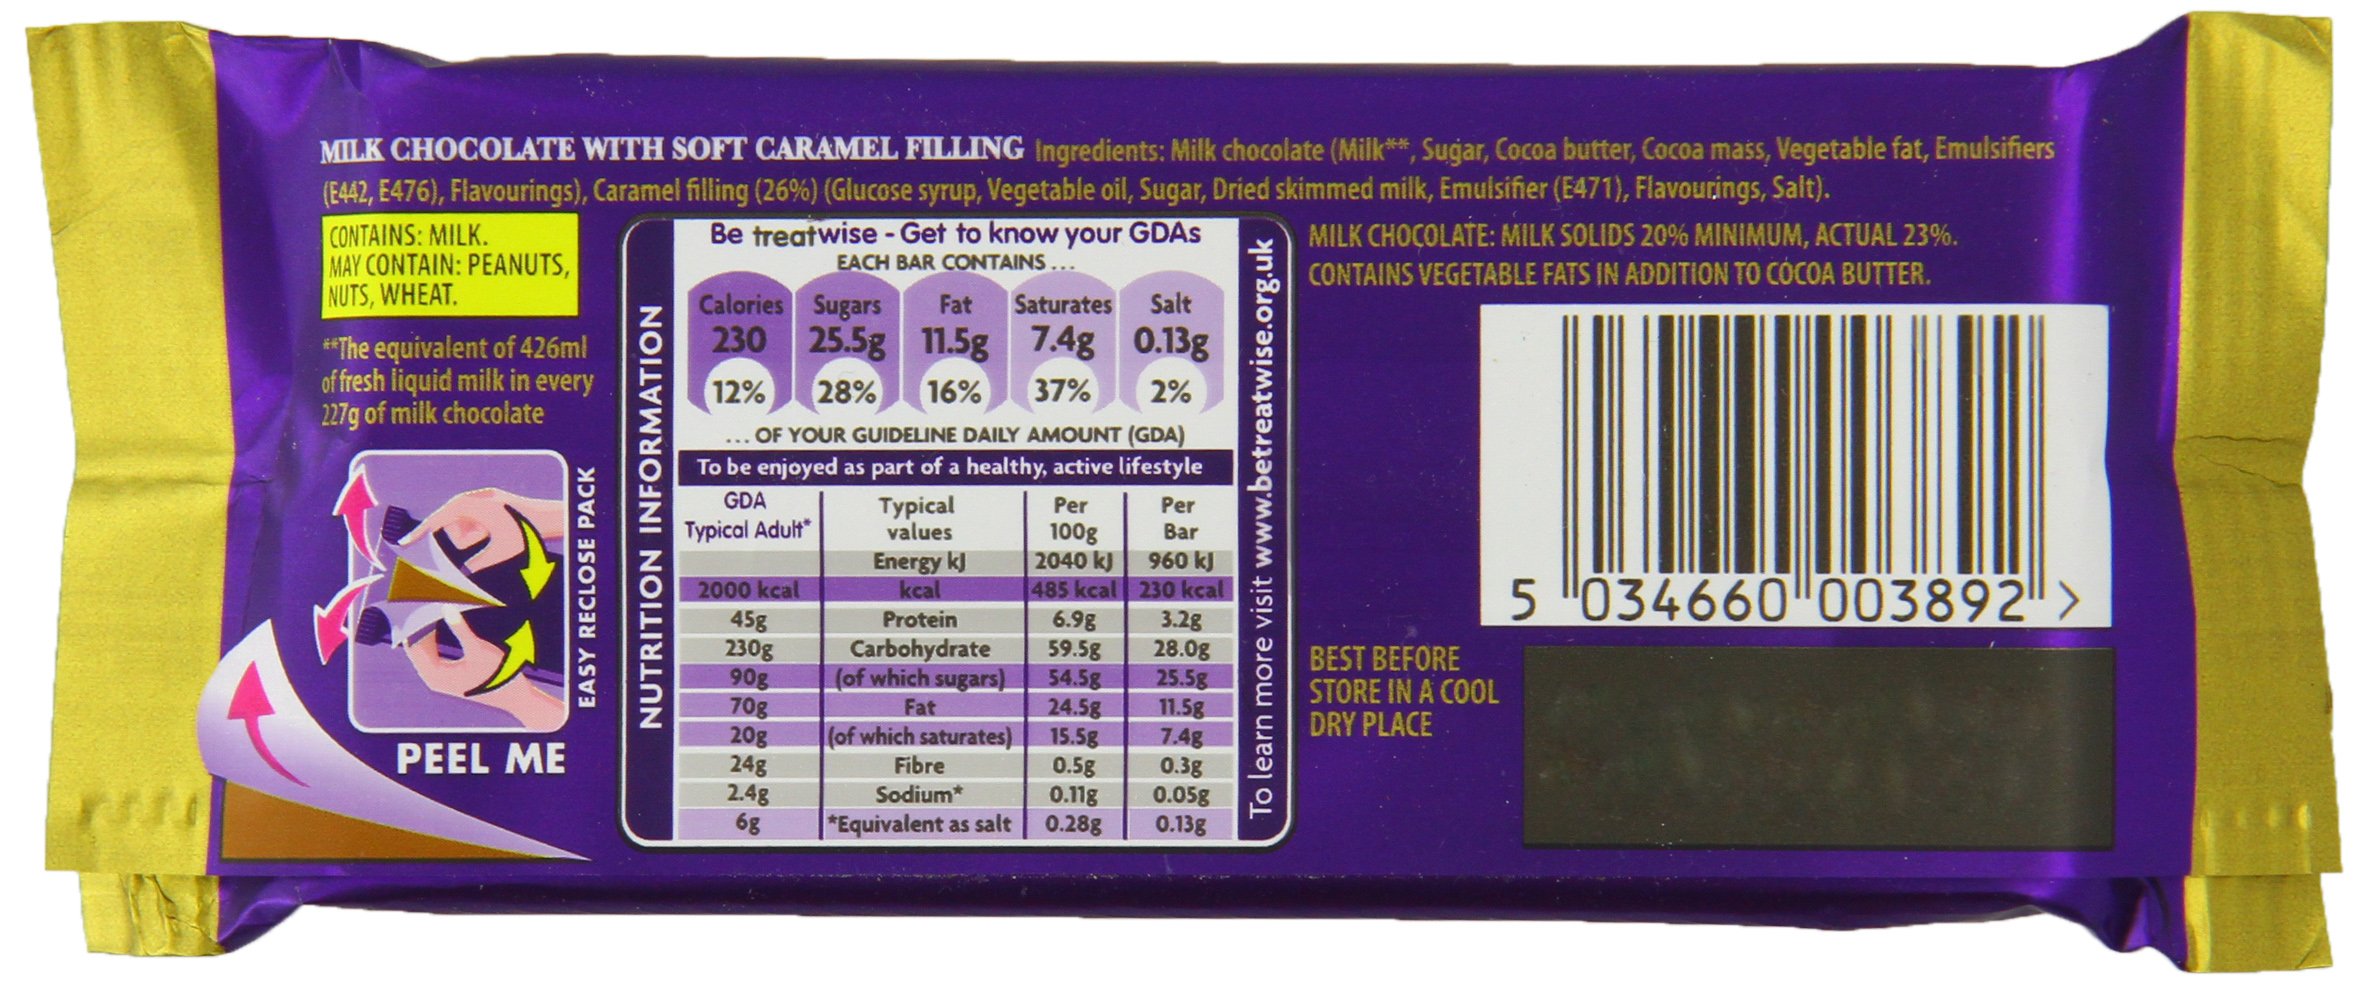 MILK CHOCOLATE WITH SOFT CARAMEL FILLING Ingredients: Milk chocolate (Milk**, Sugar, Cocoa butter, Cocoa mass, Vegetable fat, Emulsifiers
(E442, E476), Flavourings), Caramel filling (26%) (Glucose syrup, Vegetable oil, Sugar, Dried skimmed milk, Emulsifier (E471), Flavourings, Salt).
CONTAINS: MILK.
MAY CONTAIN: PEANUTS,
NUTS, WHEAT.
**The equivalent of 426ml
of fresh liquid milk in every
227g of milk chocolate
EASY RECLOSE PACK
PEEL ME
NUTRITION INFORMATION
Be treatwise - Get to know your GDAs
EACH BAR CONTAINS...
Calories Sugars Fat Saturates Salt
230 25.5g 11.5g 7.4g 0.13g
12% 28% 16% 37% 2%
... OF YOUR GUIDELINE DAILY AMOUNT (GDA)
To be enjoyed as part of a healthy, active lifestyle
GDA Typical Per Per
Typical Adult* values 100g Bar
Energy kJ 2040 kJ 960 kJ
2000 kcal kcal 485 kcal 230 kcal
45g Protein 6.9g 3.2g
230g Carbohydrate 59.5g 28.0g
90g (of which sugars) 54.5g 25.5g
70g Fat 24.5g 11.5g
20g (of which saturates) 15.5g 7.4g
24g Fibre 0.5g 0.3g
2.4g Sodium* 0.11g 0.05g
6g *Equivalent as salt 0.28g 0.13g
To learn more visit www.betreatwise.org.uk
MILK CHOCOLATE: MILK SOLIDS 20% MINIMUM, ACTUAL 23%.
CONTAINS VEGETABLE FATS IN ADDITION TO COCOA BUTTER.
5 034660 003892 >
BEST BEFORE
STORE IN A COOL
DRY PLACE